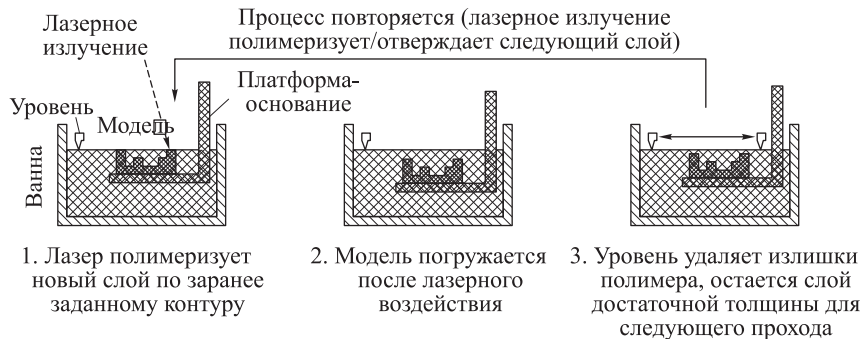 Процесс повторяется (лазерное излучение
полимеризует/отверждает следующий слой)
Лазерное
излучение
Платформа-
основание
Уровень
Модель
Ванна
1. Лазер полимеризует
новый слой по заранее
заданному контуру
2. Модель погружается
после лазерного
воздействия
3. Уровень удаляет излишки
полимера, остается слой
достаточной толщины для
следующего прохода